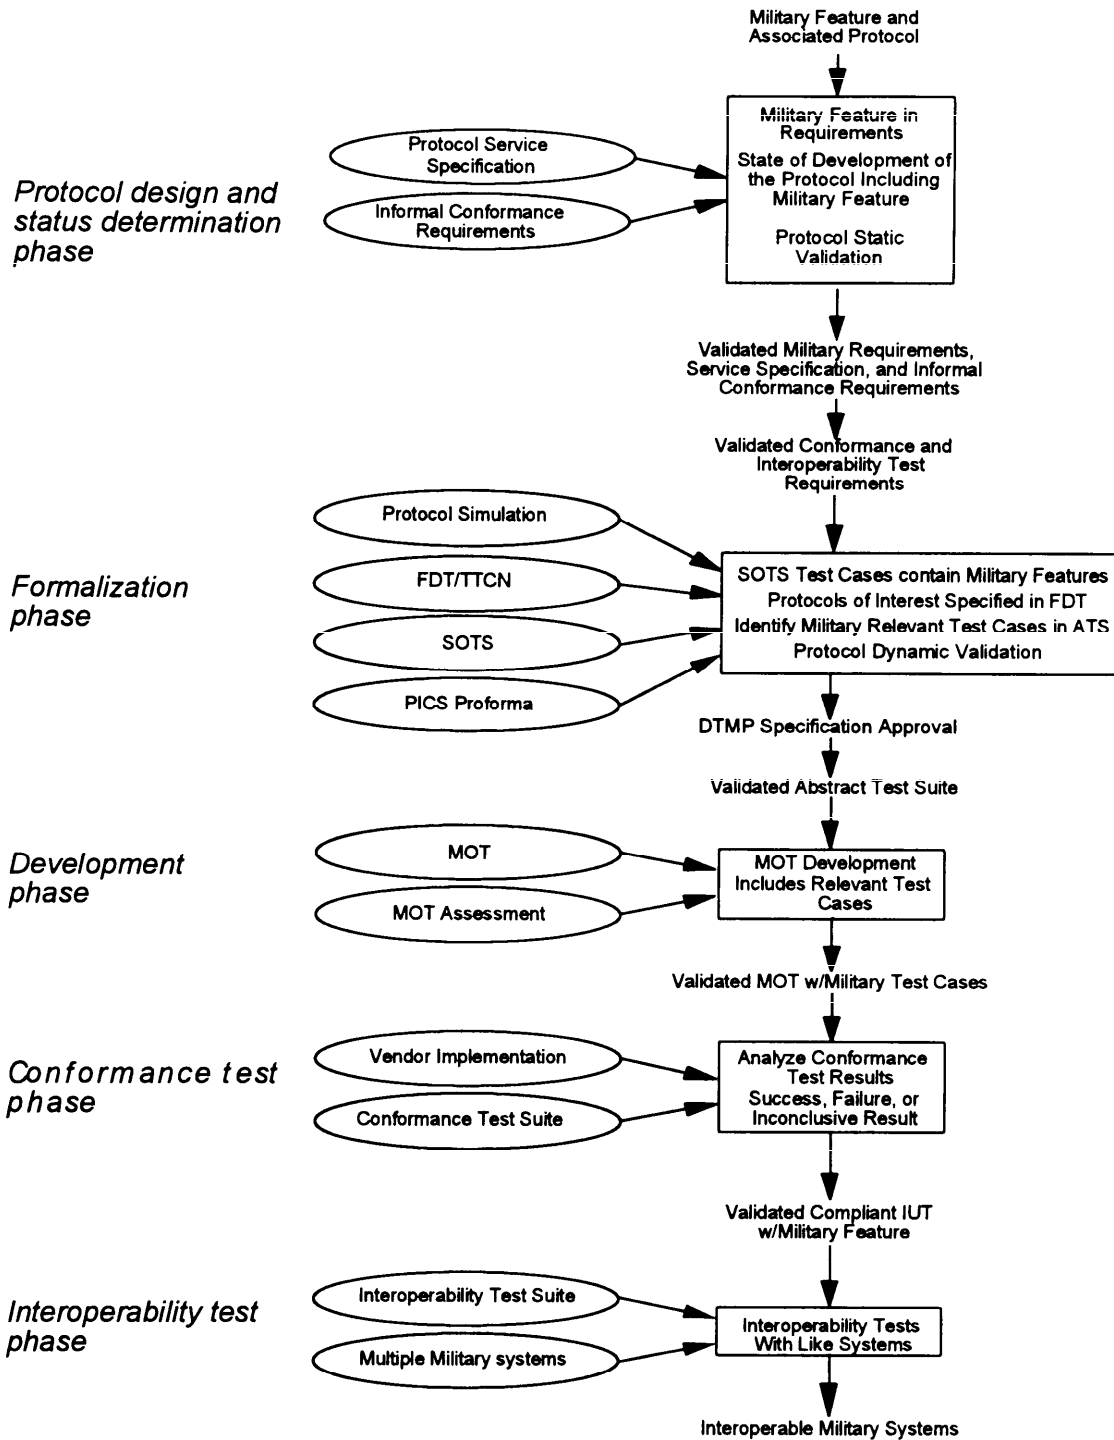 Military Feature and
Associated Protocol
Protocol design and
status determination
phase
Protocol Service
Specification
Informal Conformance
Requirements
Military Feature in
Requirements
State of Development of
the Protocol Including
Military Feature
Protocol Static
Validation
Validated Military Requirements,
Service Specification, and Informal
Conformance Requirements
Validated Conformance and
Interoperability Test
Requirements
Formalization
phase
Protocol Simulation
FDT/TTCN
SOTS
PICS Proforma
SOTS Test Cases contain Military Features
Protocols of Interest Specified in FDT
Identify Military Relevant Test Cases in ATS
Protocol Dynamic Validation
DTMP Specification Approval
Validated Abstract Test Suite
Development
phase
MOT
MOT Assessment
MOT Development
Includes Relevant Test
Cases
Validated MOT w/Military Test Cases
Conformance test
phase
Vendor Implementation
Conformance Test Suite
Analyze Conformance
Test Results
Success, Failure, or
Inconclusive Result
Validated Compliant IUT
w/Military Feature
Interoperability test
phase
Interoperability Test Suite
Multiple Military systems
Interoperability Tests
With Like Systems
Interoperable Military Systems